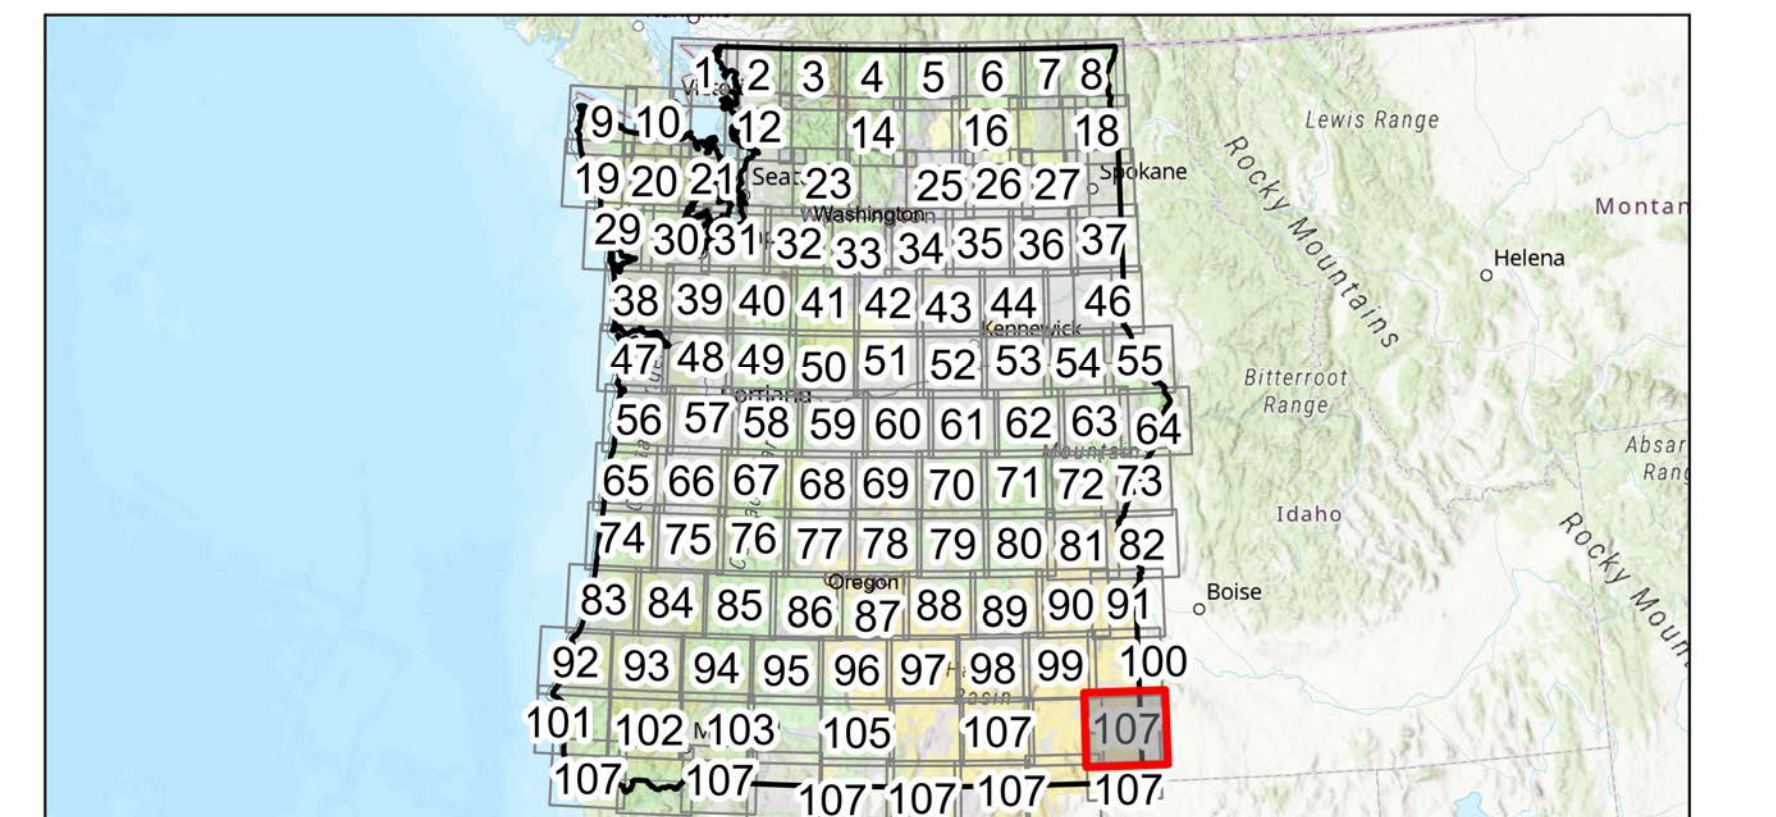 1 2 3 4 5 6 7 8
9 10 12 14 16 18
Lewis Range
19 20 21 23 25 26 27
Spokane
Rocky Mountains
Montan
Washington
29 30 31 32 33 34 35 36 37
Helena
38 39 40 41 42 43 44 46
Kennewick
47 48 49 50 51 52 53 54 55
Bitterroot
Range
Portland
56 57 58 59 60 61 62 63 64
Mountain
Absar
Rang
65 66 67 68 69 70 71 72 73
Idaho
Rocky Moun
74 75 76 77 78 79 80 81 82
Oregon
Boise
83 84 85 86 87 88 89 90 91
92 93 94 95 96 97 98 99 100
Basin
101 102 103 105 107 107
107 107 107 107 107 107